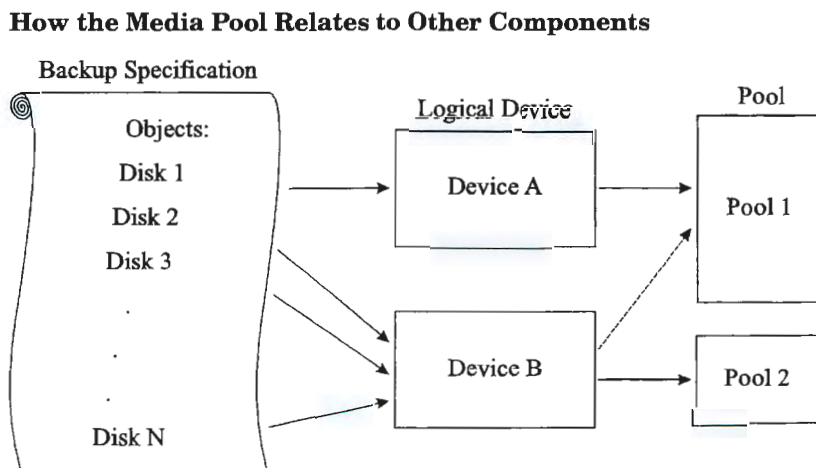 How the Media Pool Relates to Other Components
Backup Specification
Objects:
Disk 1
Disk 2
Disk 3
.
.
.
Disk N
Logical Device
Device A
Device B
Pool
Pool 1
Pool 2